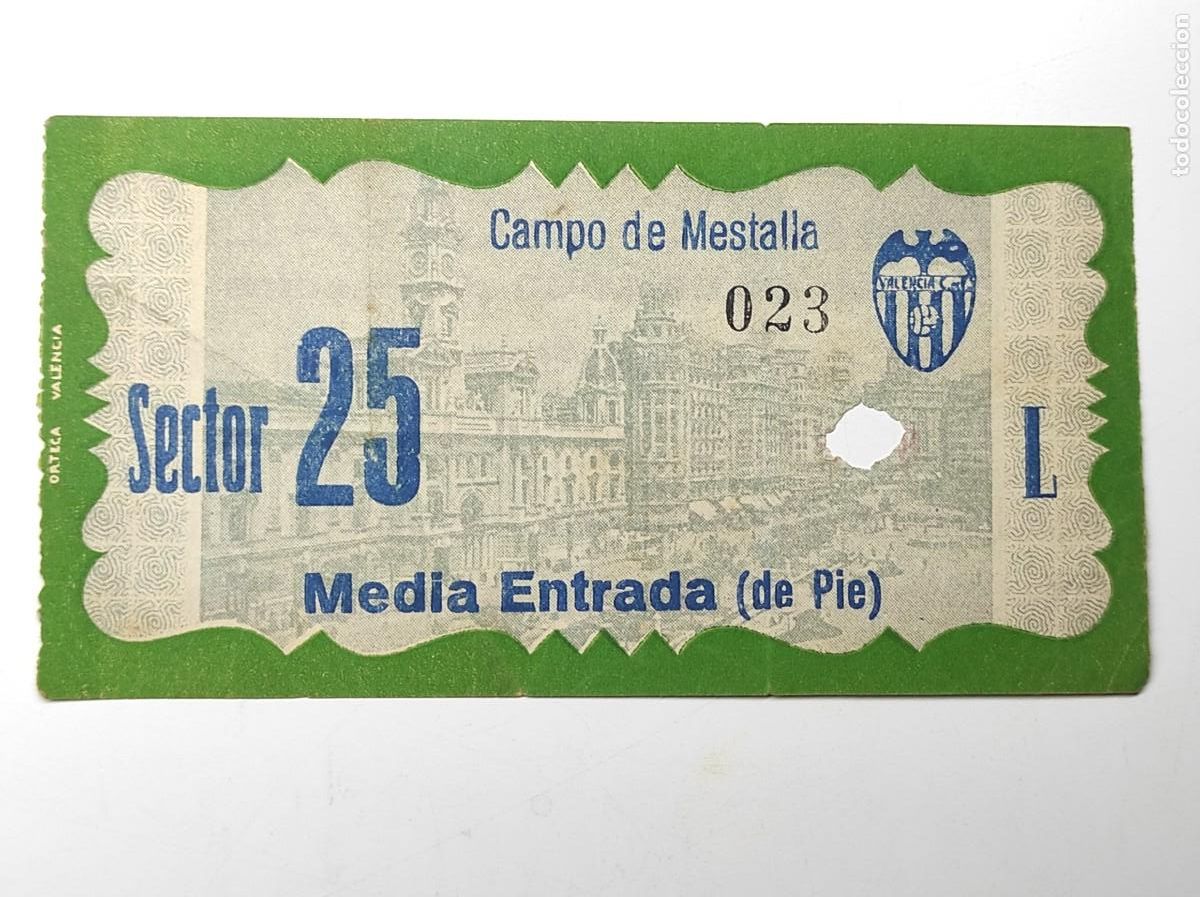 Campo de Mestalla
023
VALENCIA C. de F.
Sector 25
L
Media Entrada (de Pie)
ORTEGA VALENCIA
todocoleccion